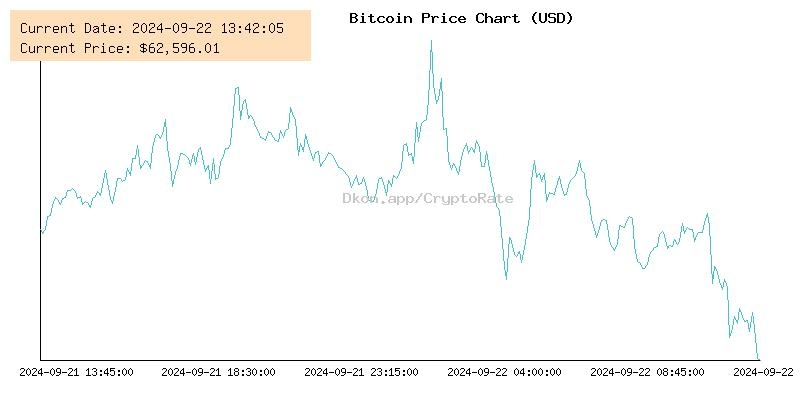 Bitcoin Price Chart (USD)
Current Date: 2024-09-22 13:42:05
Current Price: $62,596.01
Dkon.app/CryptoRate
2024-09-21 13:45:00 2024-09-21 18:30:00 2024-09-21 23:15:00 2024-09-22 04:00:00 2024-09-22 08:45:00 2024-09-22